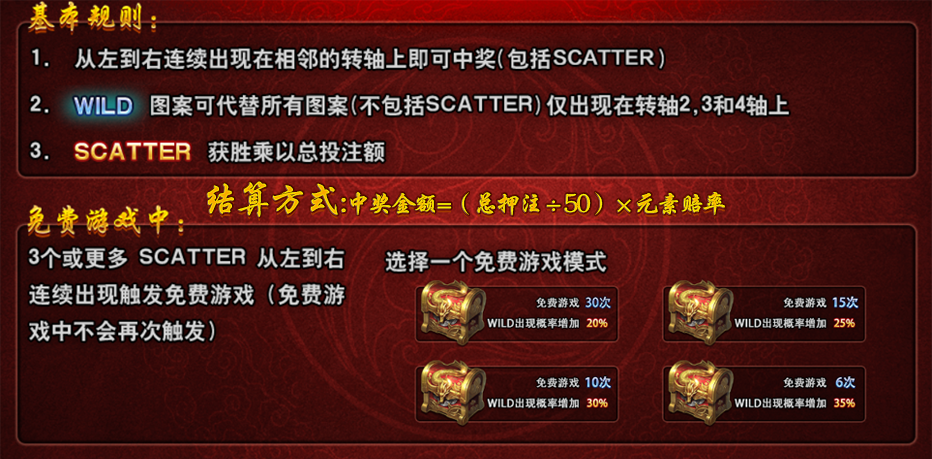 基本规则：
1. 从左到右连续出现在相邻的转轴上即可中奖(包括SCATTER)
2. WILD 图案可代替所有图案(不包括SCATTER)仅出现在转轴2,3和4轴上
3. SCATTER 获胜乘以总投注额
结算方式:中奖金额=（总押注÷50）×元素赔率
免费游戏中：
3个或更多 SCATTER 从左到右
连续出现触发免费游戏（免费游
戏中不会再次触发）
选择一个免费游戏模式
免费游戏 30次
WILD出现概率增加 20%
免费游戏 15次
WILD出现概率增加 25%
免费游戏 10次
WILD出现概率增加 30%
免费游戏 6次
WILD出现概率增加 35%